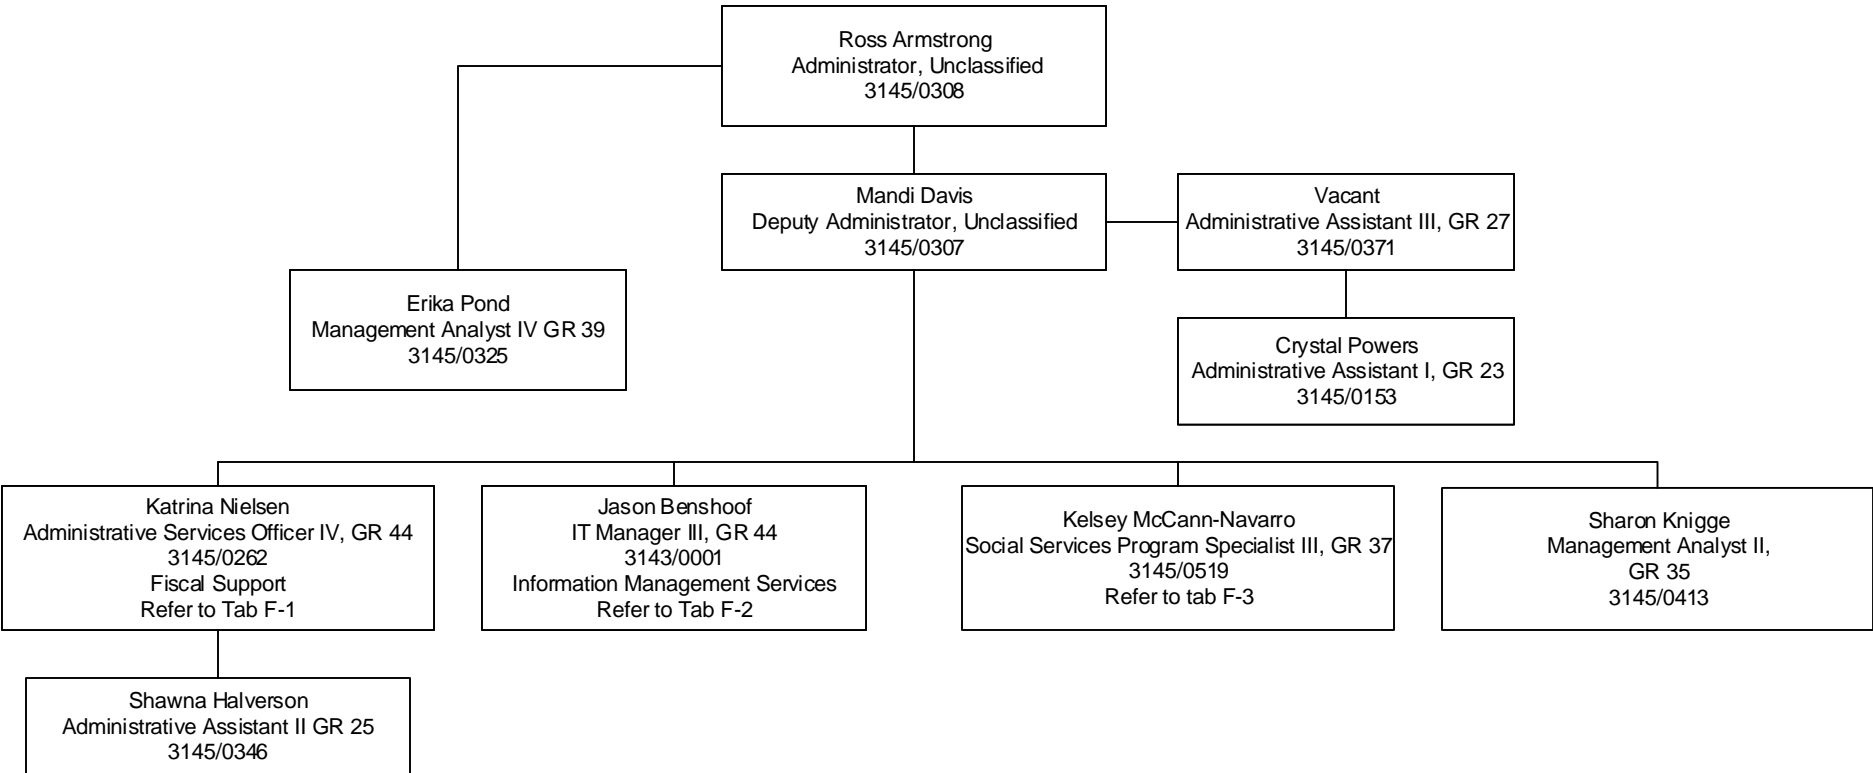 Ross Armstrong
Administrator, Unclassified
3145/0308
Mandi Davis
Deputy Administrator, Unclassified
3145/0307
Vacant
Administrative Assistant III, GR 27
3145/0371
Erika Pond
Management Analyst IV GR 39
3145/0325
Crystal Powers
Administrative Assistant I, GR 23
3145/0153
Katrina Nielsen
Administrative Services Officer IV, GR 44
3145/0262
Fiscal Support
Refer to Tab F-1
Jason Benshoof
IT Manager III, GR 44
3143/0001
Information Management Services
Refer to Tab F-2
Kelsey McCann-Navarro
Social Services Program Specialist III, GR 37
3145/0519
Refer to tab F-3
Sharon Knigge
Management Analyst II,
GR 35
3145/0413
Shawna Halverson
Administrative Assistant II GR 25
3145/0346